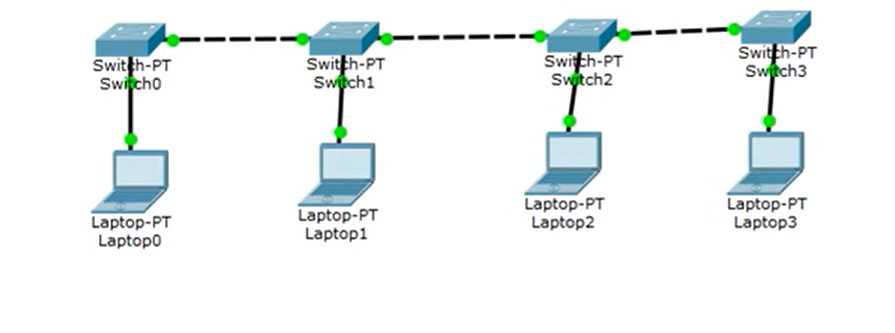 Switch-PT
Switch0
Switch-PT
Switch1
Switch-PT
Switch2
Switch-PT
Switch3
Laptop-PT
Laptop0
Laptop-PT
Laptop1
Laptop-PT
Laptop2
Laptop-PT
Laptop3